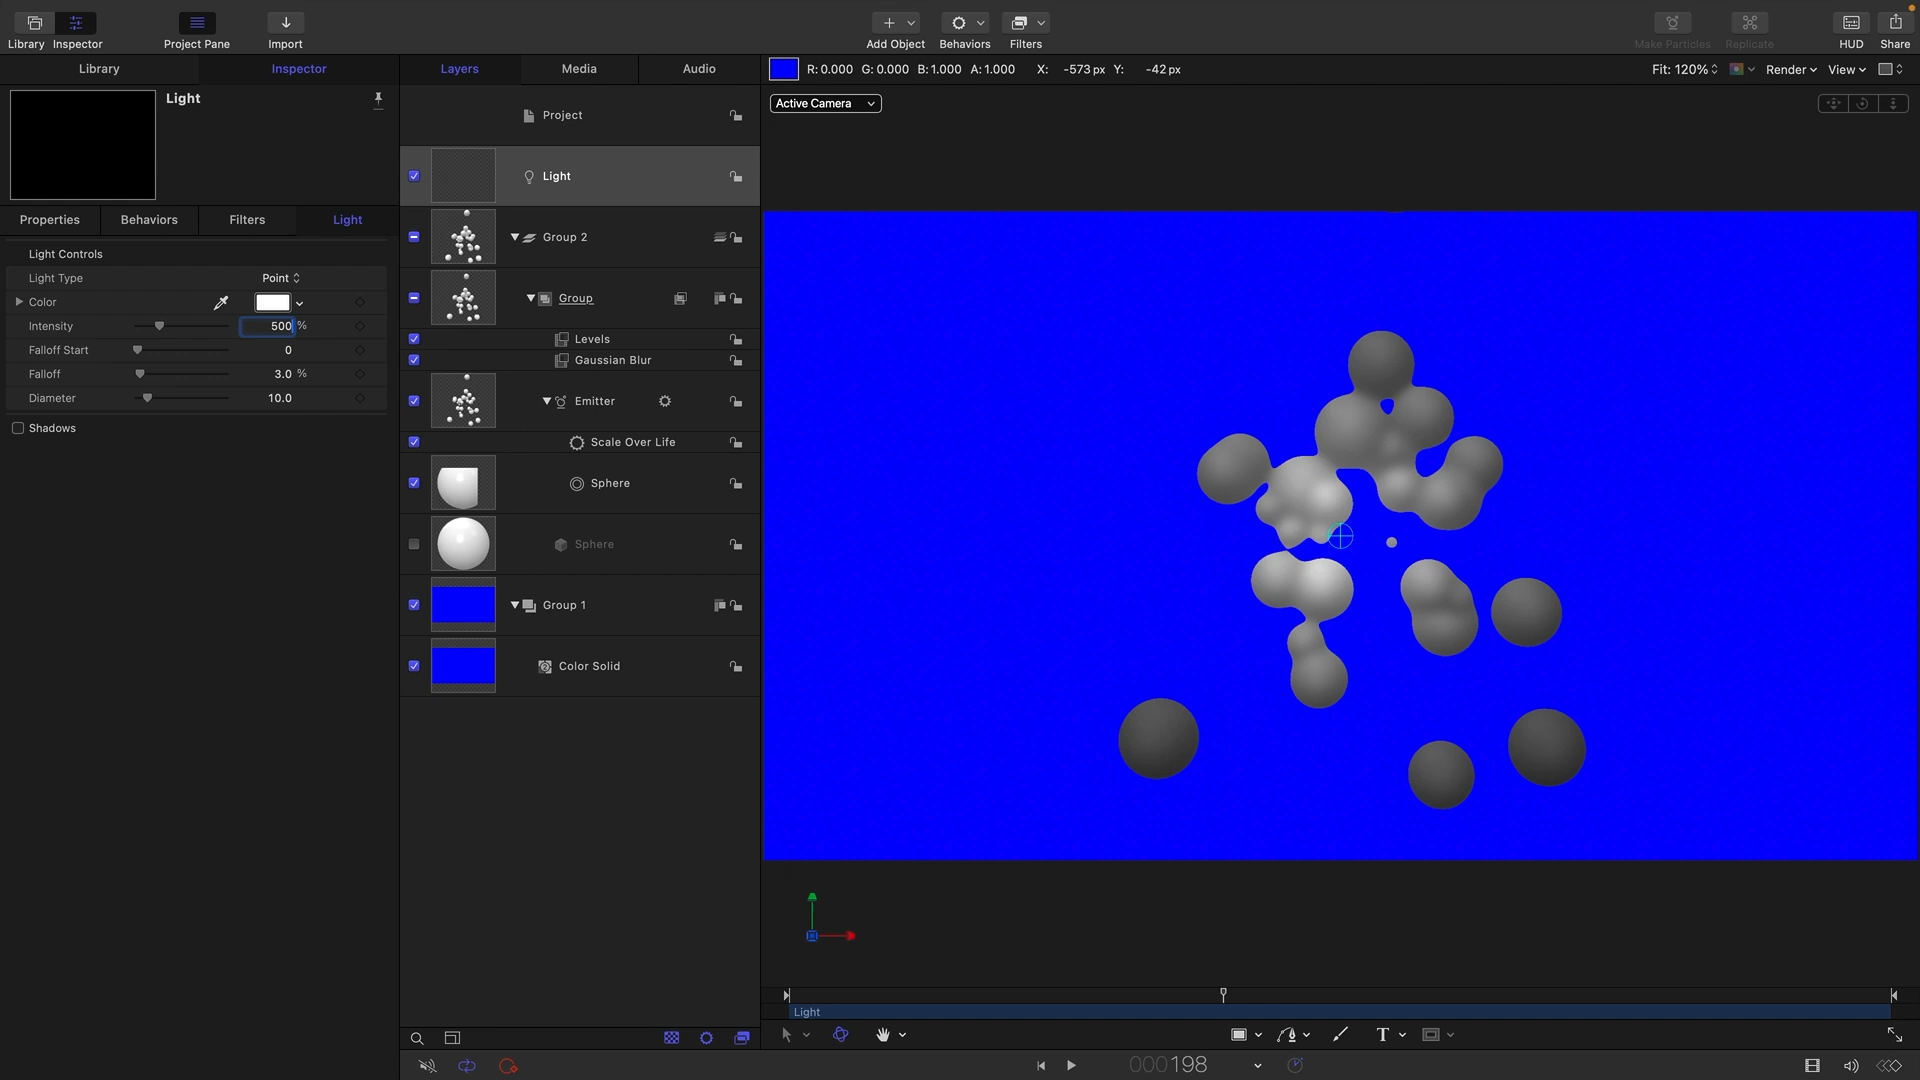 Library Inspector Project Pane Import Add Object Behaviors Filters Make Particles Replicate HUD Share
Library Inspector
Layers Media Audio
R: 0.000 G: 0.000 B: 1.000 A: 1.000 X: -573 px Y: -42 px
Fit: 120% Render View
Active Camera
Light
Properties Behaviors Filters Light
Light Controls
Light Type Point
Color
Intensity 500 %
Falloff Start 0
Falloff 3.0 %
Diameter 10.0
Shadows
Project
Light
Group 2
Group
Levels
Gaussian Blur
Emitter
Scale Over Life
Sphere
Sphere
Group 1
Color Solid
Light
T
000198